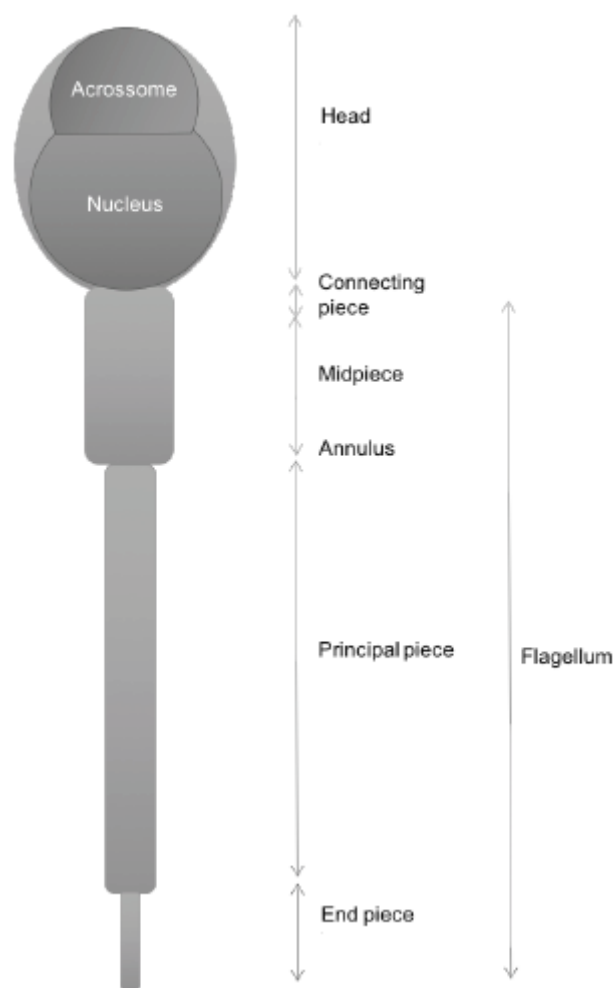 Acrossome
Head
Nucleus
Connecting
piece
Midpiece
Annulus
Principal piece
Flagellum
End piece